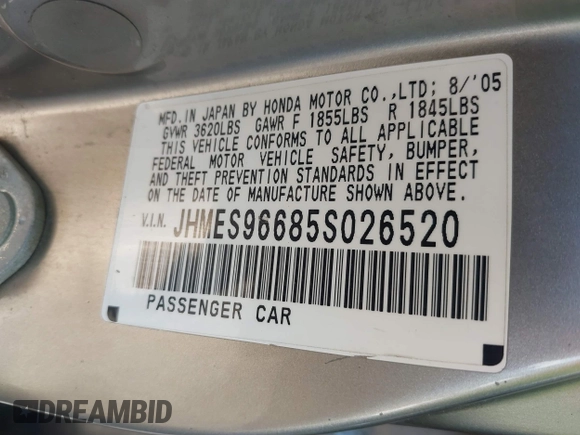 MFD. IN JAPAN BY HONDA MOTOR CO.,LTD; 8/'05
GVWR 3620LBS GAWR F 1855LBS R 1845LBS
THIS VEHICLE CONFORMS TO ALL APPLICABLE
FEDERAL MOTOR VEHICLE SAFETY, BUMPER,
AND THEFT PREVENTION STANDARDS IN EFFECT
ON THE DATE OF MANUFACTURE SHOWN ABOVE.
V.I.N. JHMES96685S026520
PASSENGER CAR
DREAMBID